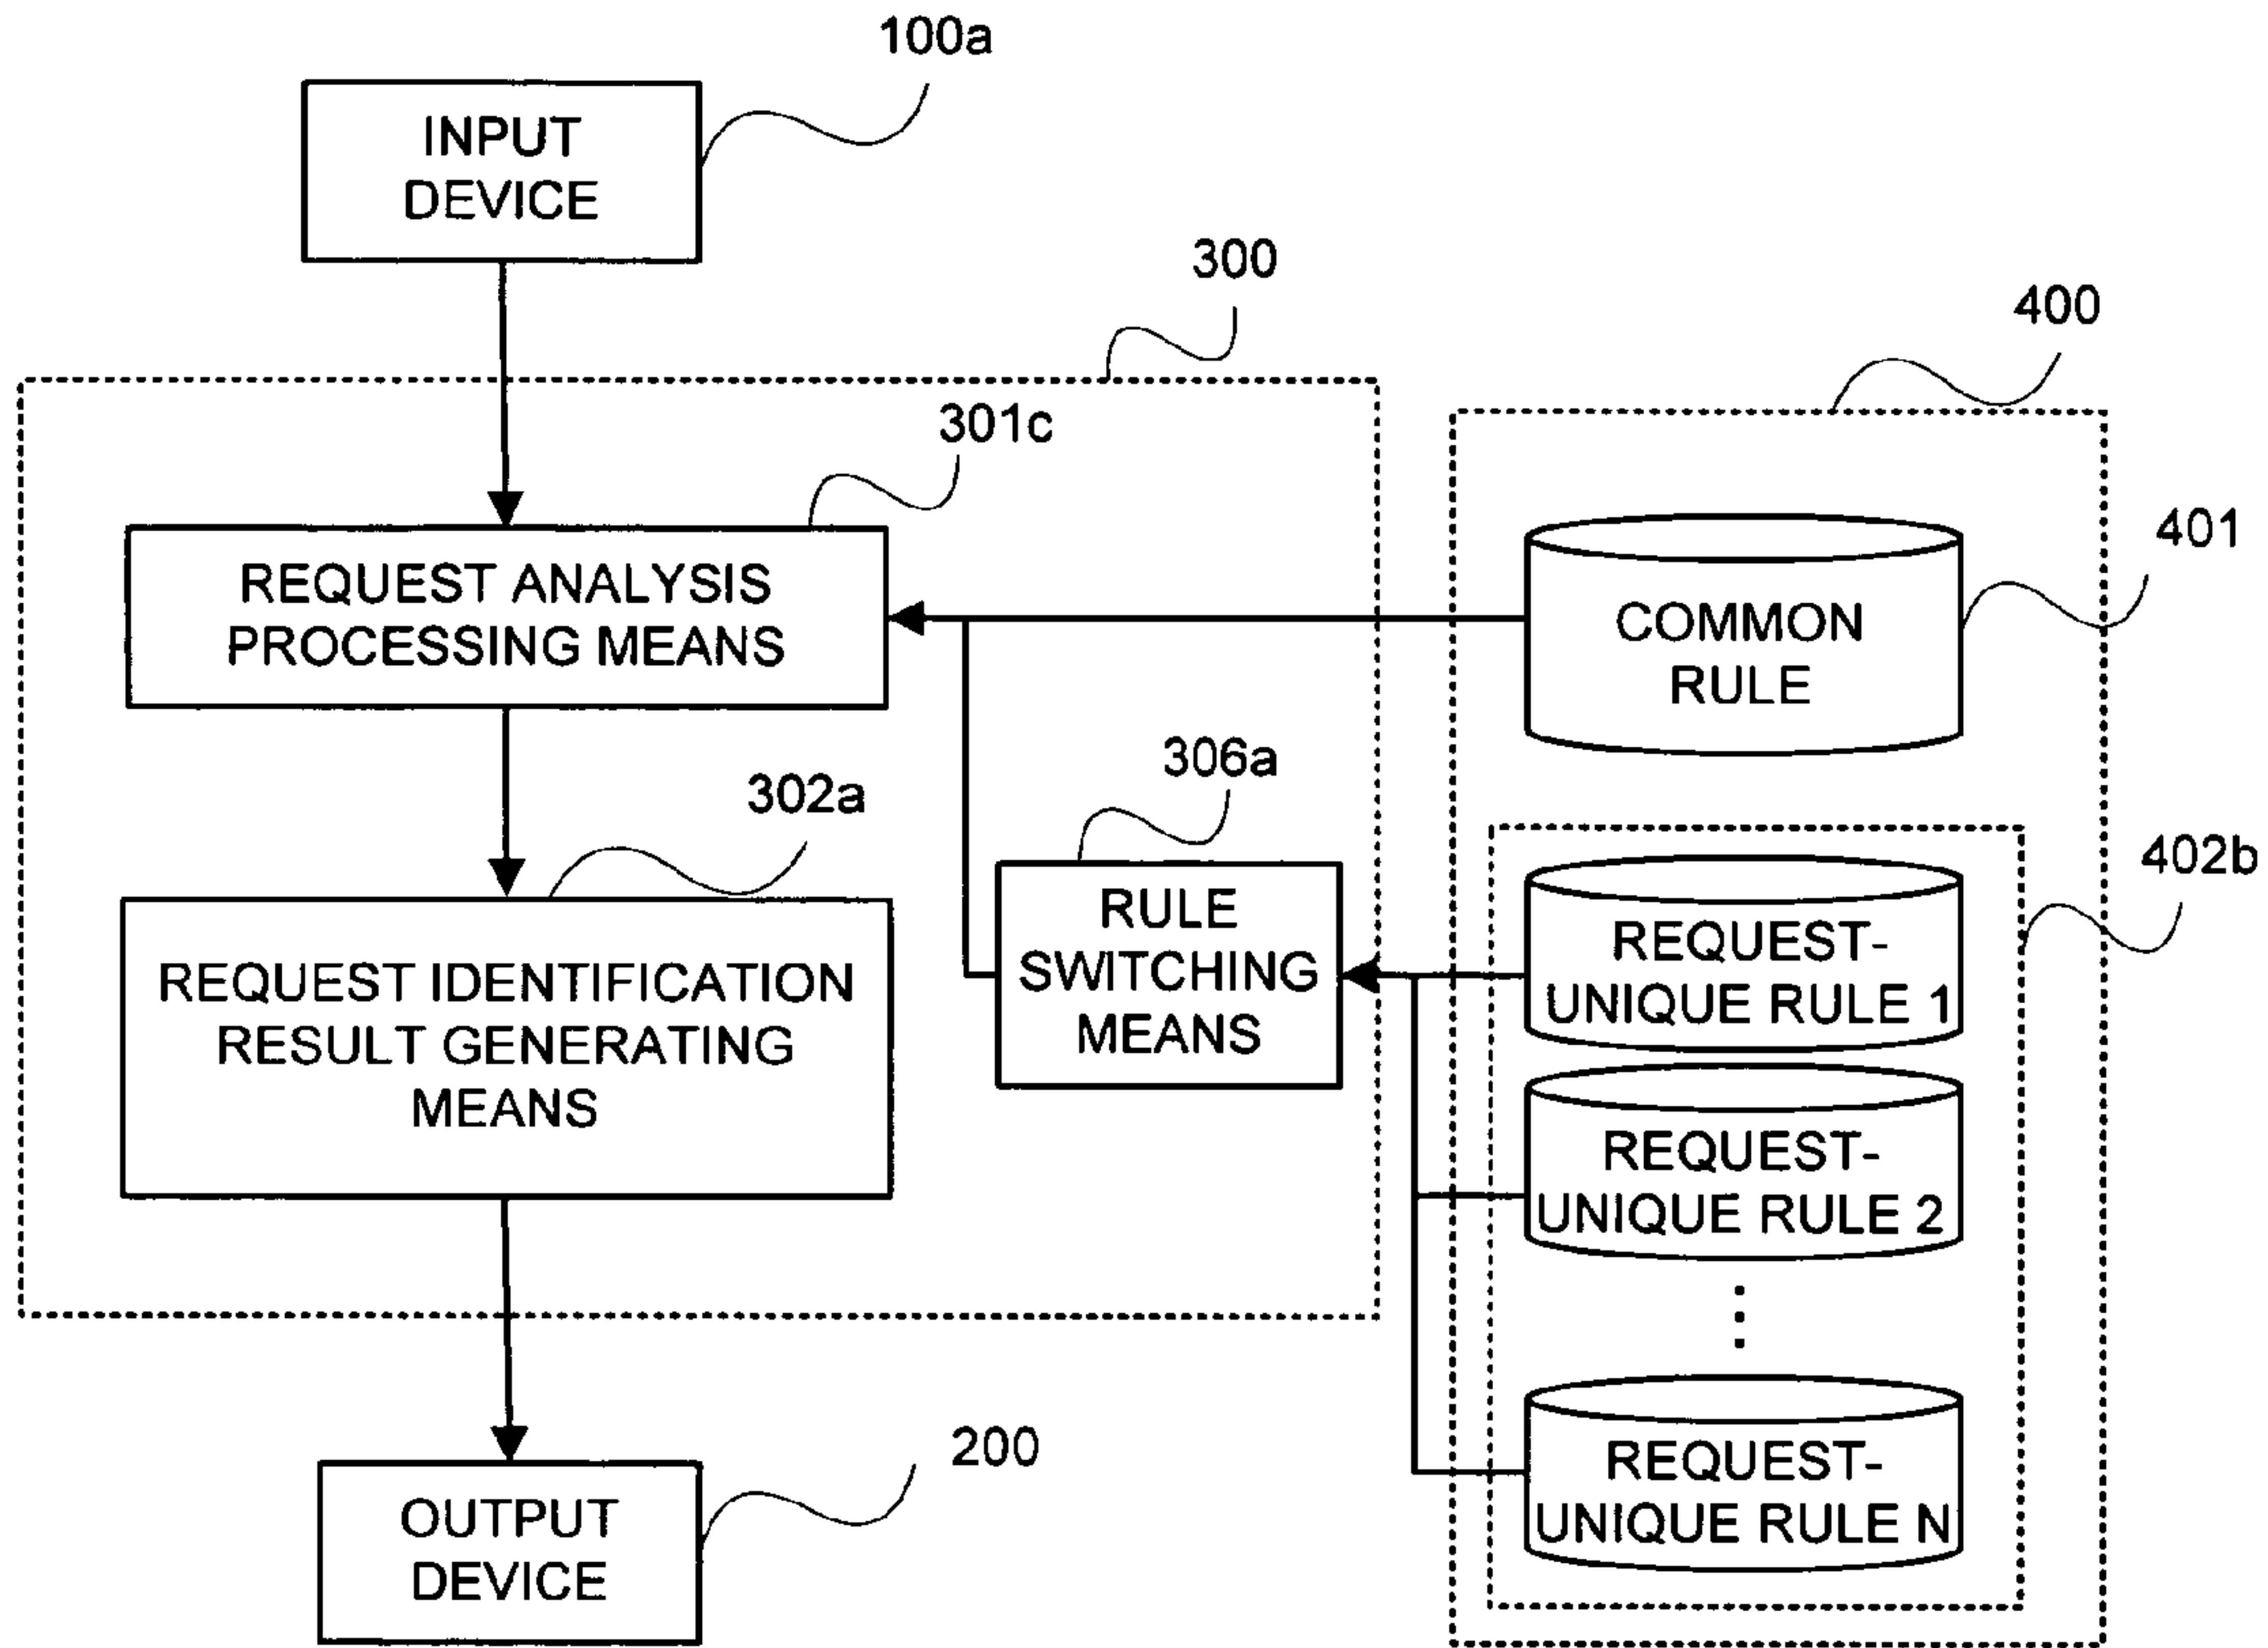 100a
INPUT
DEVICE
300
400
301c
401
REQUEST ANALYSIS
PROCESSING MEANS
COMMON
RULE
306a
302a
402b
RULE
SWITCHING
MEANS
REQUEST-
UNIQUE RULE 1
REQUEST IDENTIFICATION
RESULT GENERATING
MEANS
REQUEST-
UNIQUE RULE 2
REQUEST-
UNIQUE RULE N
200
OUTPUT
DEVICE